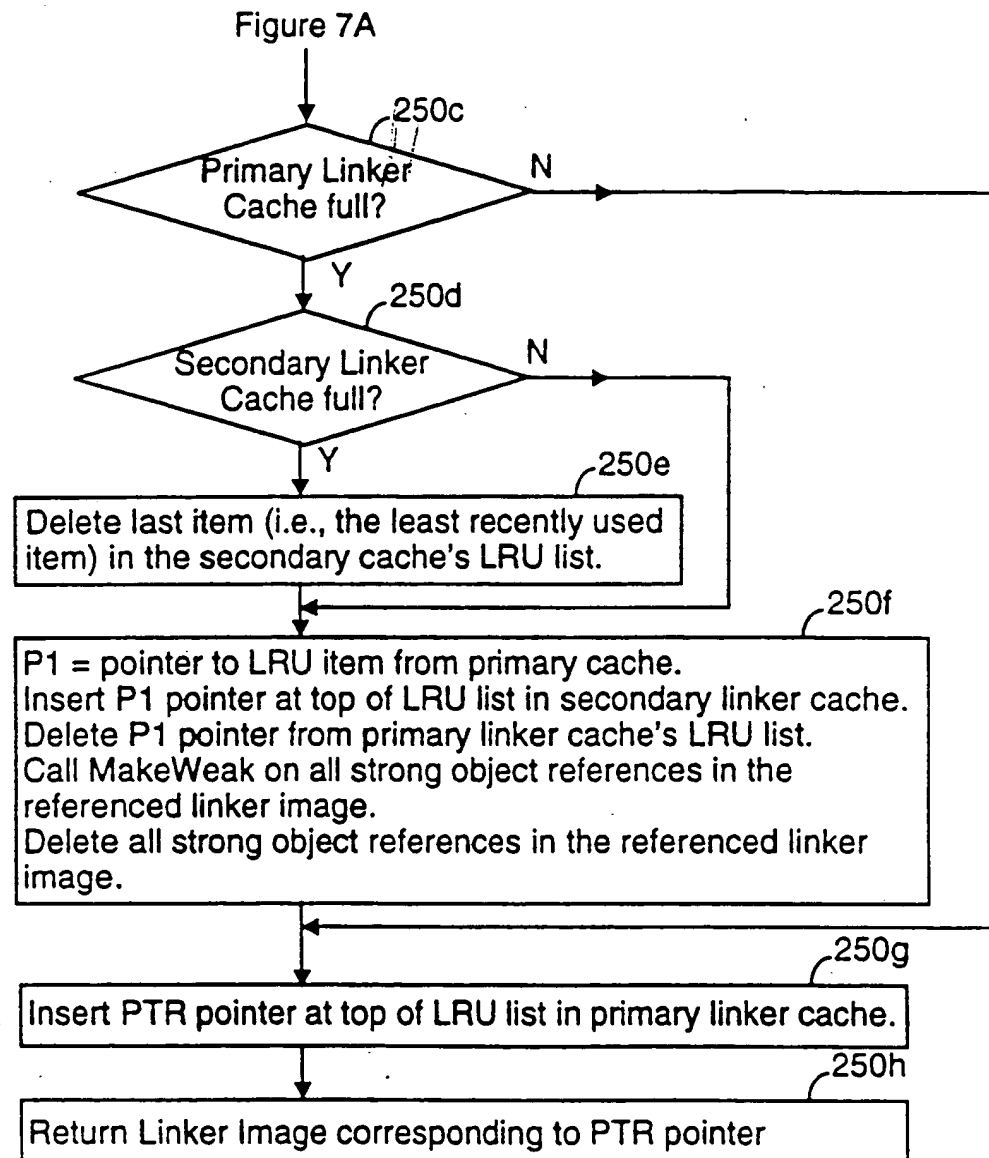 Figure 7A
250c
Primary Linker
Cache full?
N
Y
250d
Secondary Linker
Cache full?
N
Y
250e
Delete last item (i.e., the least recently used
item) in the secondary cache's LRU list.
250f
P1 = pointer to LRU item from primary cache.
Insert P1 pointer at top of LRU list in secondary linker cache.
Delete P1 pointer from primary linker cache's LRU list.
Call MakeWeak on all strong object references in the
referenced linker image.
Delete all strong object references in the referenced linker
image.
250g
Insert PTR pointer at top of LRU list in primary linker cache.
250h
Return Linker Image corresponding to PTR pointer